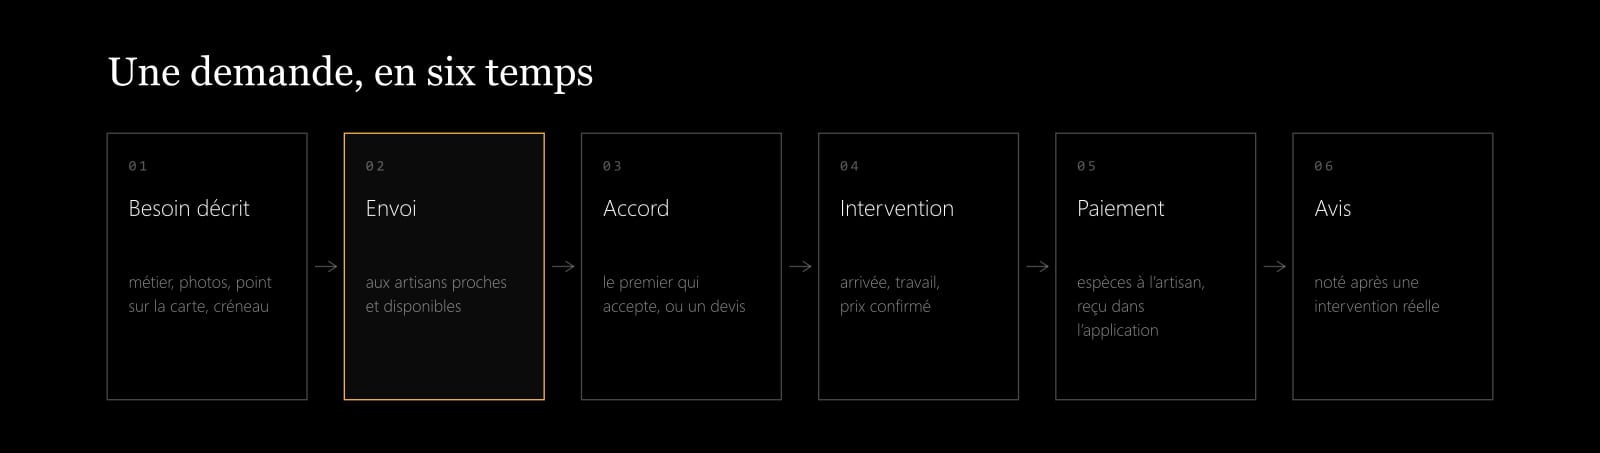 Une demande, en six temps
01
Besoin décrit
métier, photos, point
sur la carte, créneau
02
Envoi
aux artisans proches
et disponibles
03
Accord
le premier qui
accepte, ou un devis
04
Intervention
arrivée, travail,
prix confirmé
05
Paiement
espèces à l’artisan,
reçu dans
l’application
06
Avis
noté après une
intervention réelle